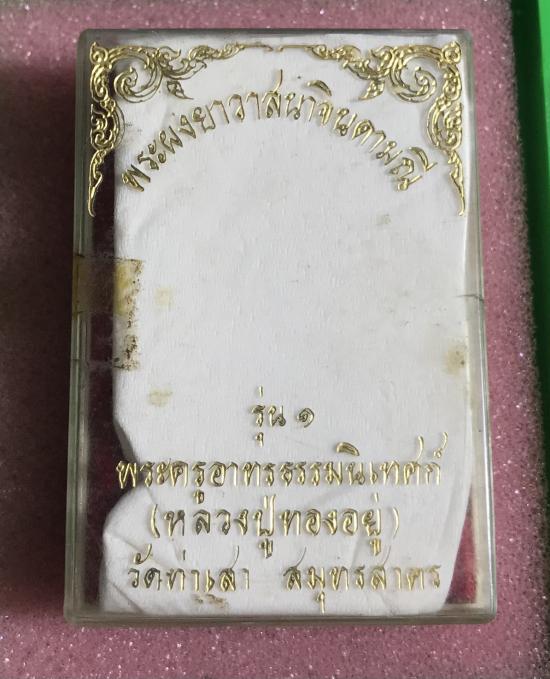 พระผงยาวาสนาจินดามณี
รุ่น ๑
พระครูอาทรธรรมนิเทศก์
(หลวงปู่ทองอยู่)
วัดท่าเสา สมุทรสาคร